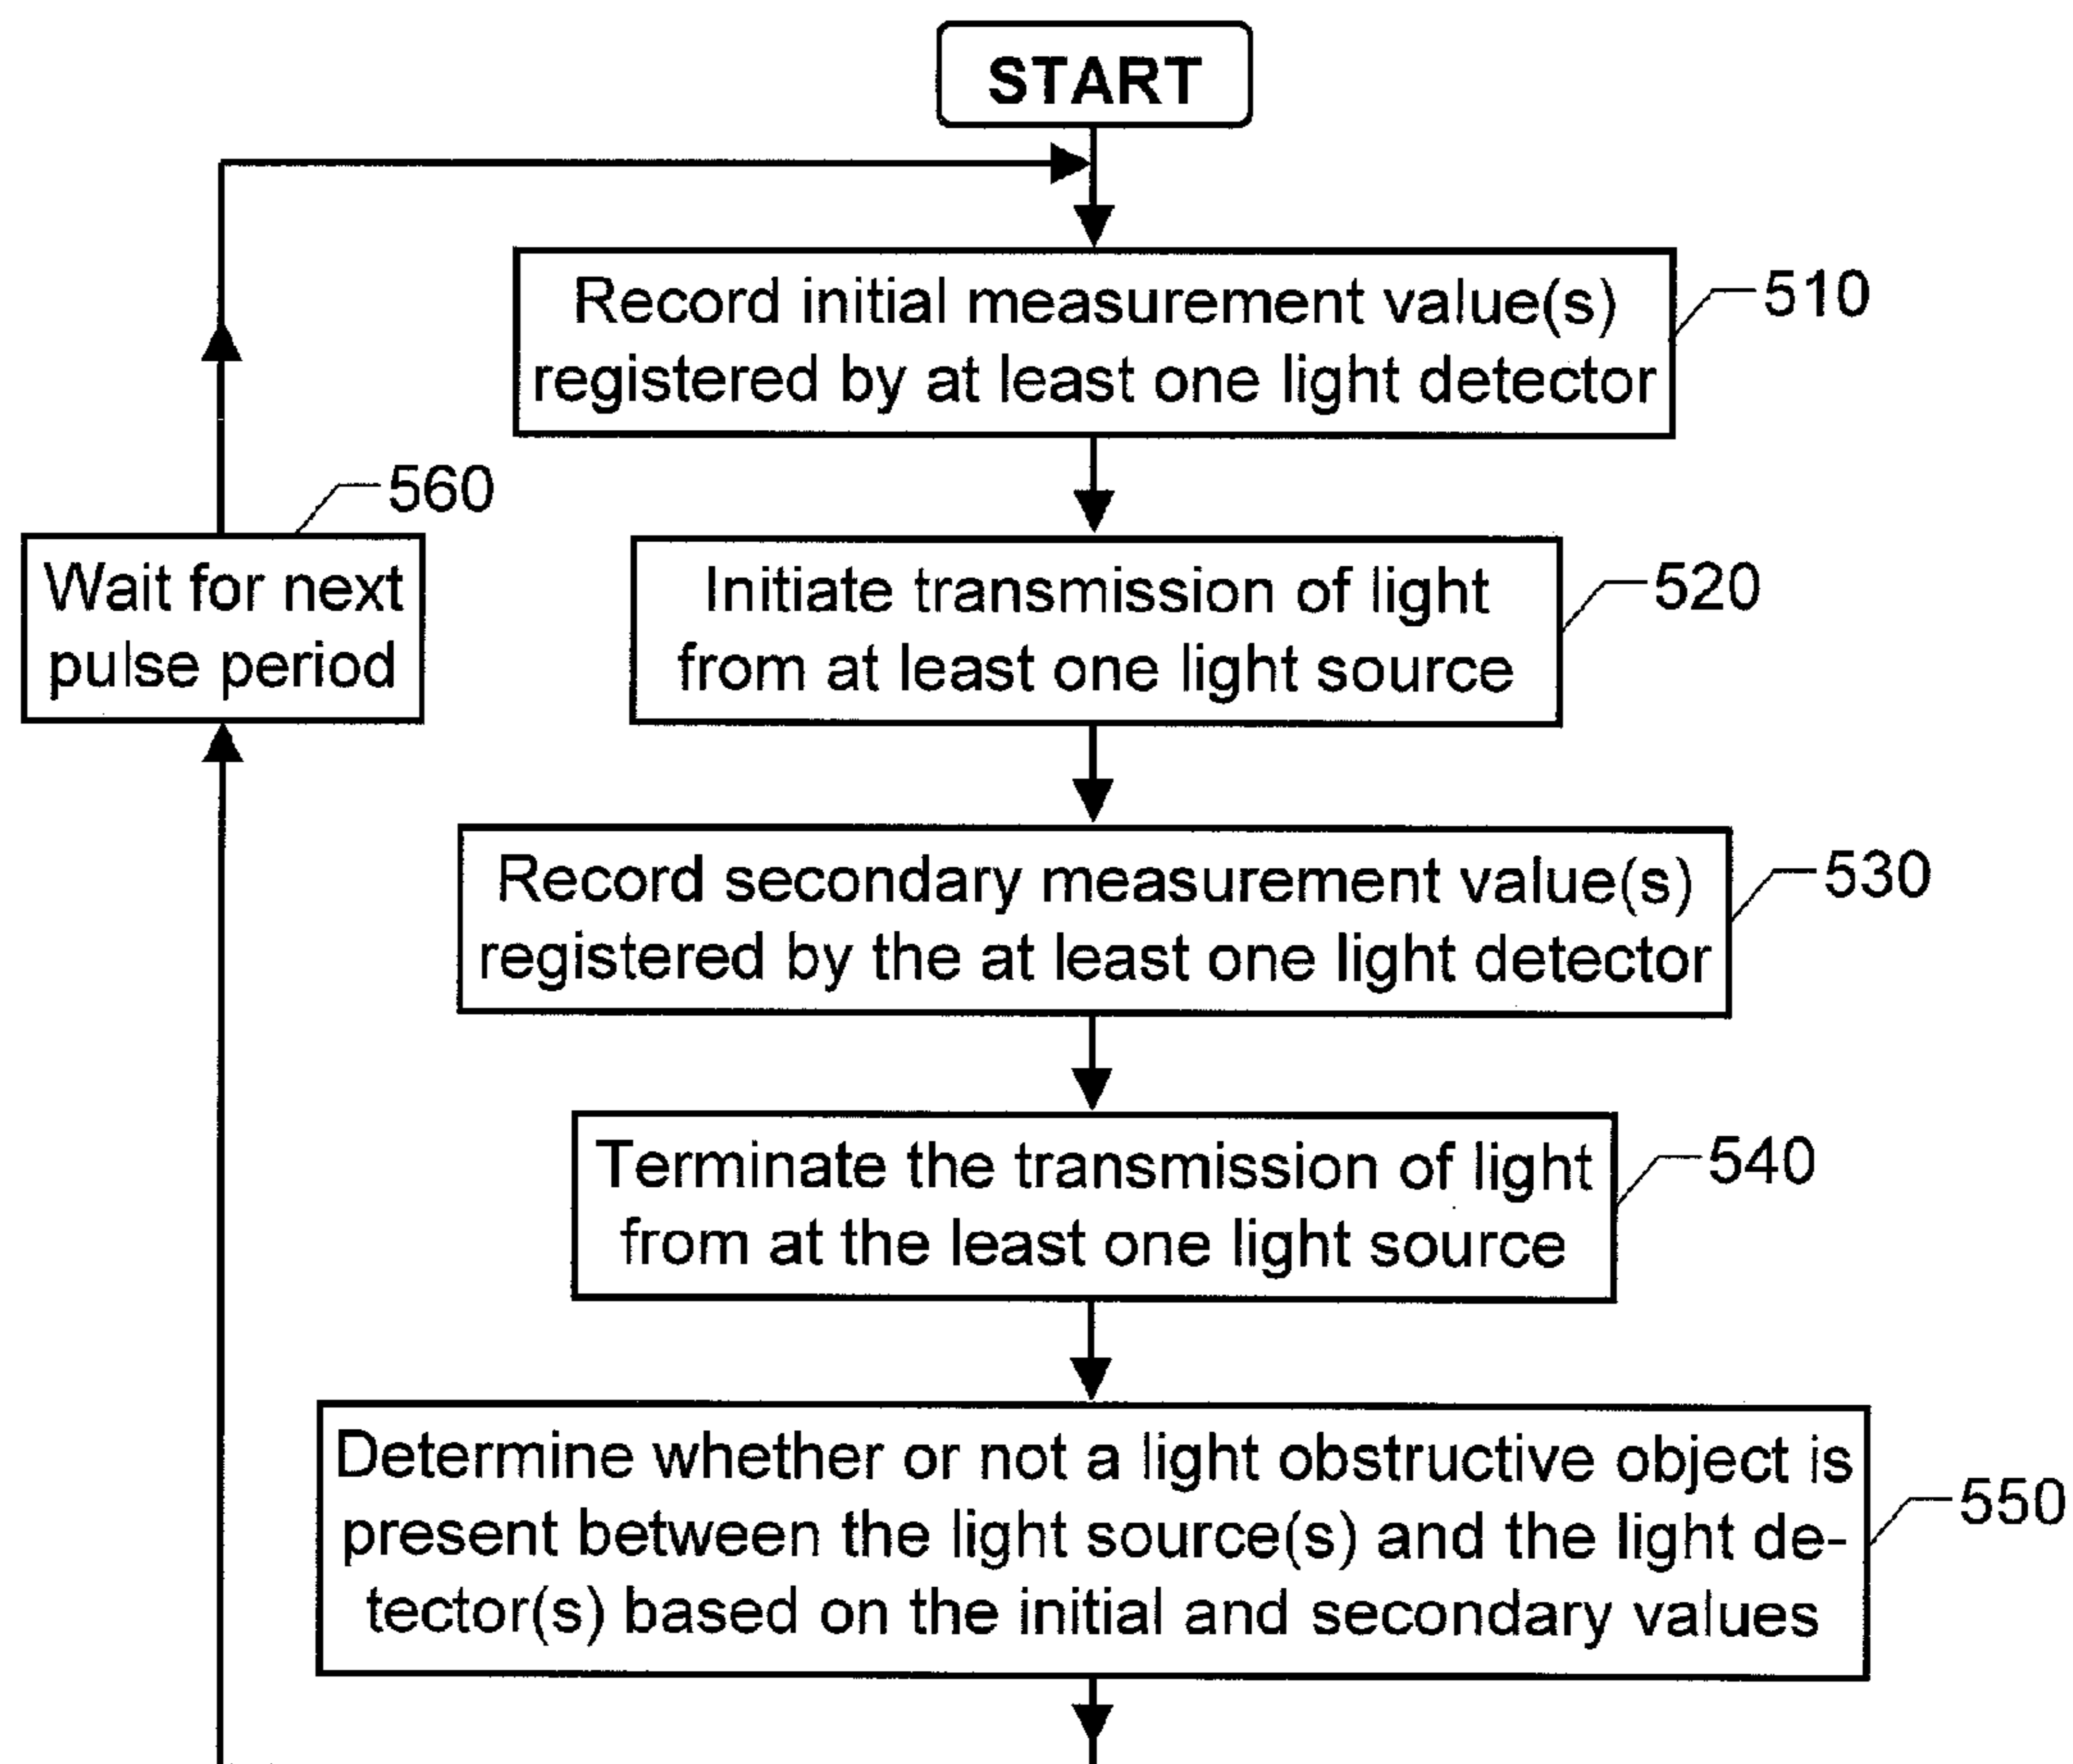 START
Record initial measurement value(s)
registered by at least one light detector
510
560
Wait for next
pulse period
Initiate transmission of light
from at least one light source
520
Record secondary measurement value(s)
registered by the at least one light detector
530
Terminate the transmission of light
from at the least one light source
540
Determine whether or not a light obstructive object is
present between the light source(s) and the light de-
tector(s) based on the initial and secondary values
550